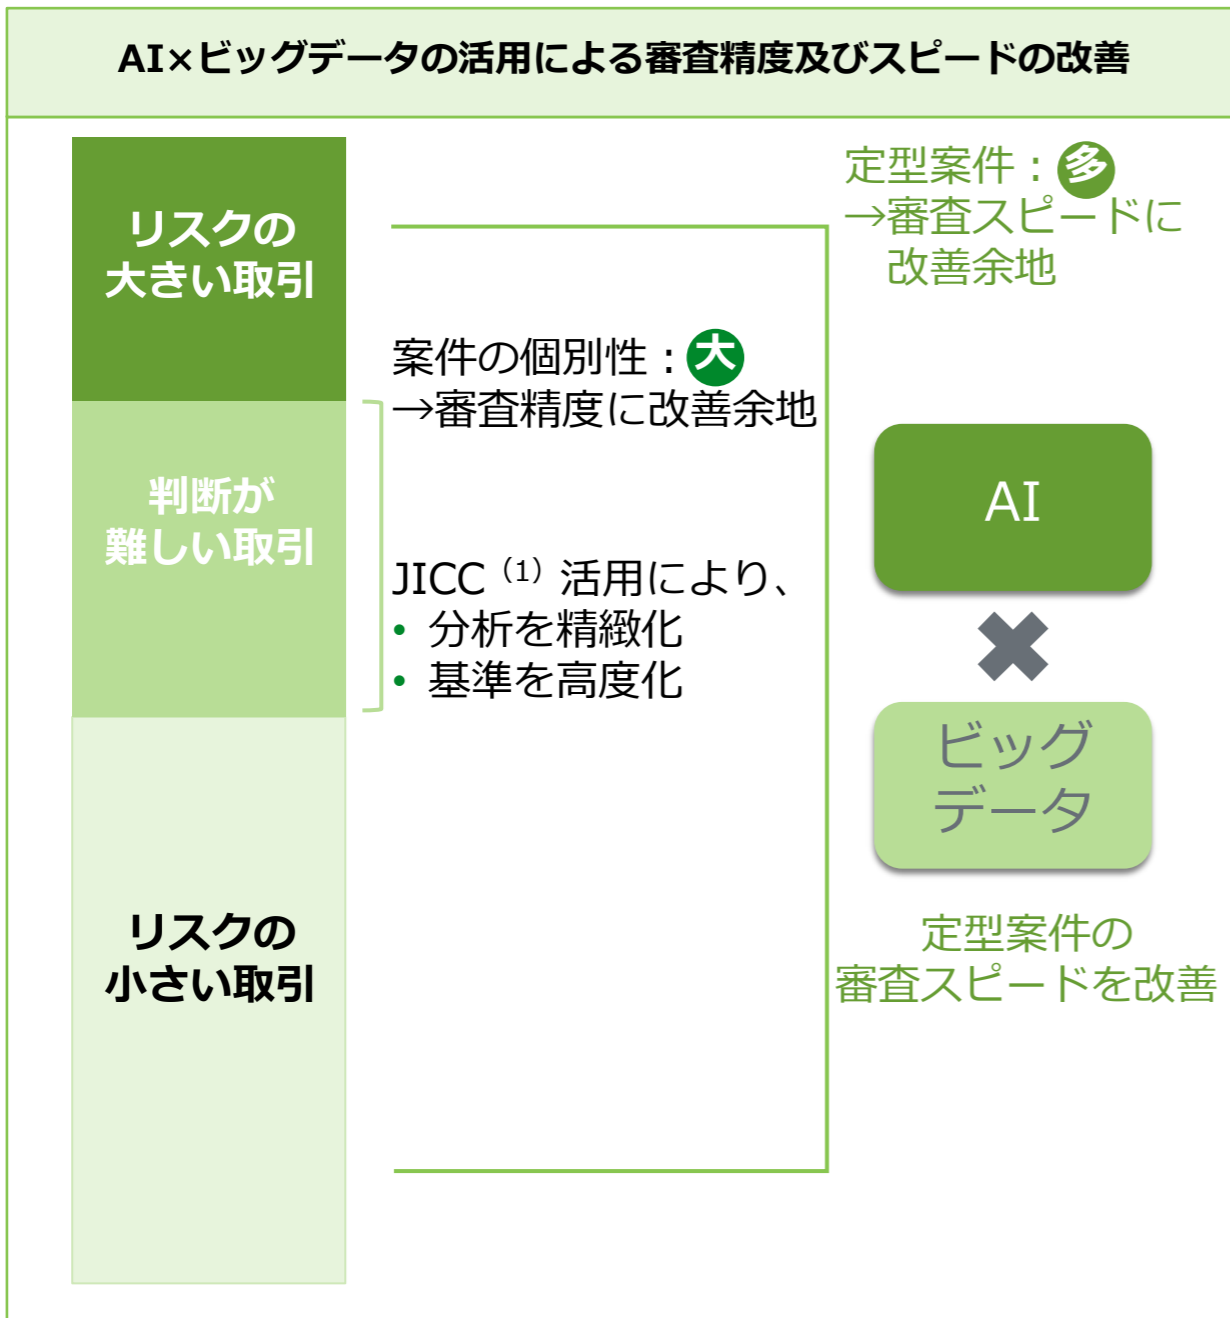 AI×ビッグデータの活用による審査精度及びスピードの改善
リスクの
大きい取引
判断が
難しい取引
リスクの
小さい取引
案件の個別性：大
→審査精度に改善余地
JICC（1）活用により、
• 分析を精緻化
• 基準を高度化
定型案件：多
→審査スピードに
改善余地
AI
✖
ビッグ
データ
定型案件の
審査スピードを改善